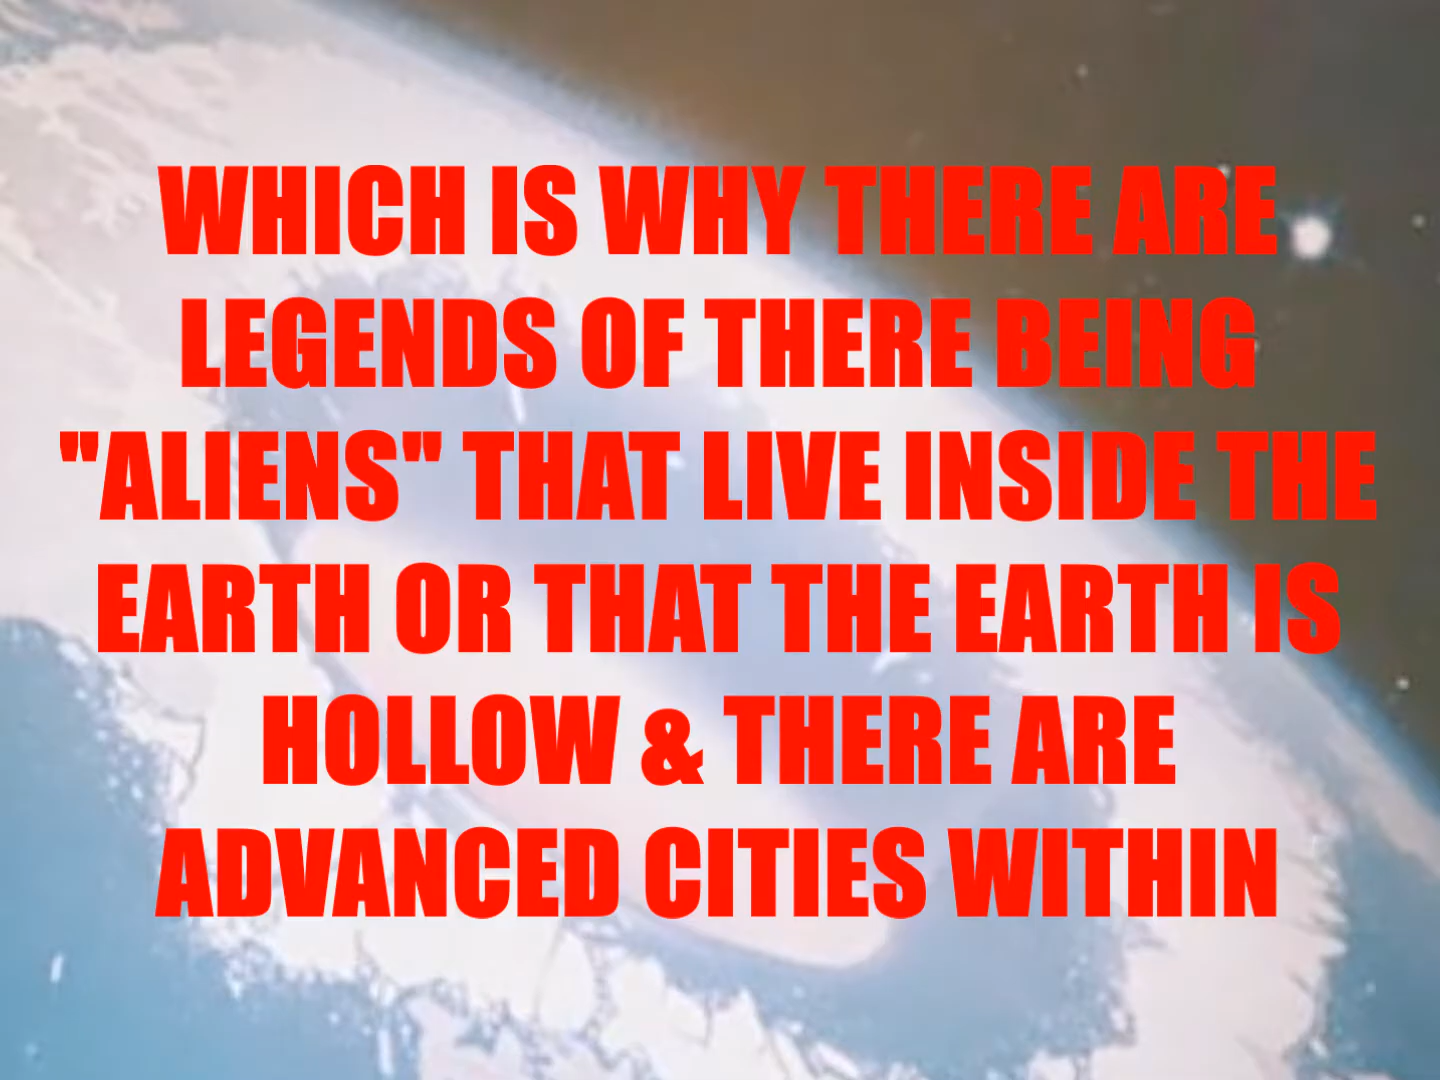 WHICH IS WHY THERE ARE
LEGENDS OF THERE BEING
"ALIENS" THAT LIVE INSIDE THE
EARTH OR THAT THE EARTH IS
HOLLOW & THERE ARE
ADVANCED CITIES WITHIN